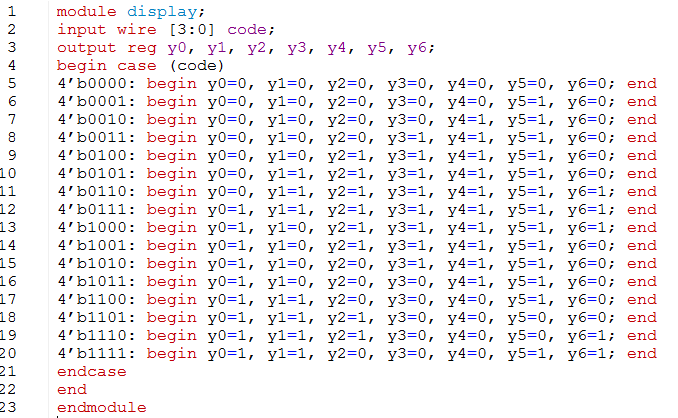 1 module display;
2 input wire [3:0] code;
3 output reg y0, y1, y2, y3, y4, y5, y6;
4 begin case (code)
5 4’b0000: begin y0=0, y1=0, y2=0, y3=0, y4=0, y5=0, y6=0; end
6 4’b0001: begin y0=0, y1=0, y2=0, y3=0, y4=0, y5=1, y6=0; end
7 4’b0010: begin y0=0, y1=0, y2=0, y3=0, y4=1, y5=1, y6=0; end
8 4’b0011: begin y0=0, y1=0, y2=0, y3=1, y4=1, y5=1, y6=0; end
9 4’b0100: begin y0=0, y1=0, y2=1, y3=1, y4=1, y5=1, y6=0; end
10 4’b0101: begin y0=0, y1=1, y2=1, y3=1, y4=1, y5=1, y6=0; end
11 4’b0110: begin y0=0, y1=1, y2=1, y3=1, y4=1, y5=1, y6=1; end
12 4’b0111: begin y0=1, y1=1, y2=1, y3=1, y4=1, y5=1, y6=1; end
13 4’b1000: begin y0=1, y1=0, y2=1, y3=1, y4=1, y5=1, y6=1; end
14 4’b1001: begin y0=1, y1=0, y2=1, y3=1, y4=1, y5=1, y6=0; end
15 4’b1010: begin y0=1, y1=0, y2=0, y3=1, y4=1, y5=1, y6=0; end
16 4’b1011: begin y0=1, y1=0, y2=0, y3=0, y4=1, y5=1, y6=0; end
17 4’b1100: begin y0=1, y1=1, y2=0, y3=0, y4=0, y5=1, y6=0; end
18 4’b1101: begin y0=1, y1=1, y2=1, y3=0, y4=0, y5=0, y6=0; end
19 4’b1110: begin y0=1, y1=1, y2=1, y3=0, y4=0, y5=0, y6=1; end
20 4’b1111: begin y0=1, y1=1, y2=0, y3=0, y4=0, y5=1, y6=1; end
21 endcase
22 end
23 endmodule